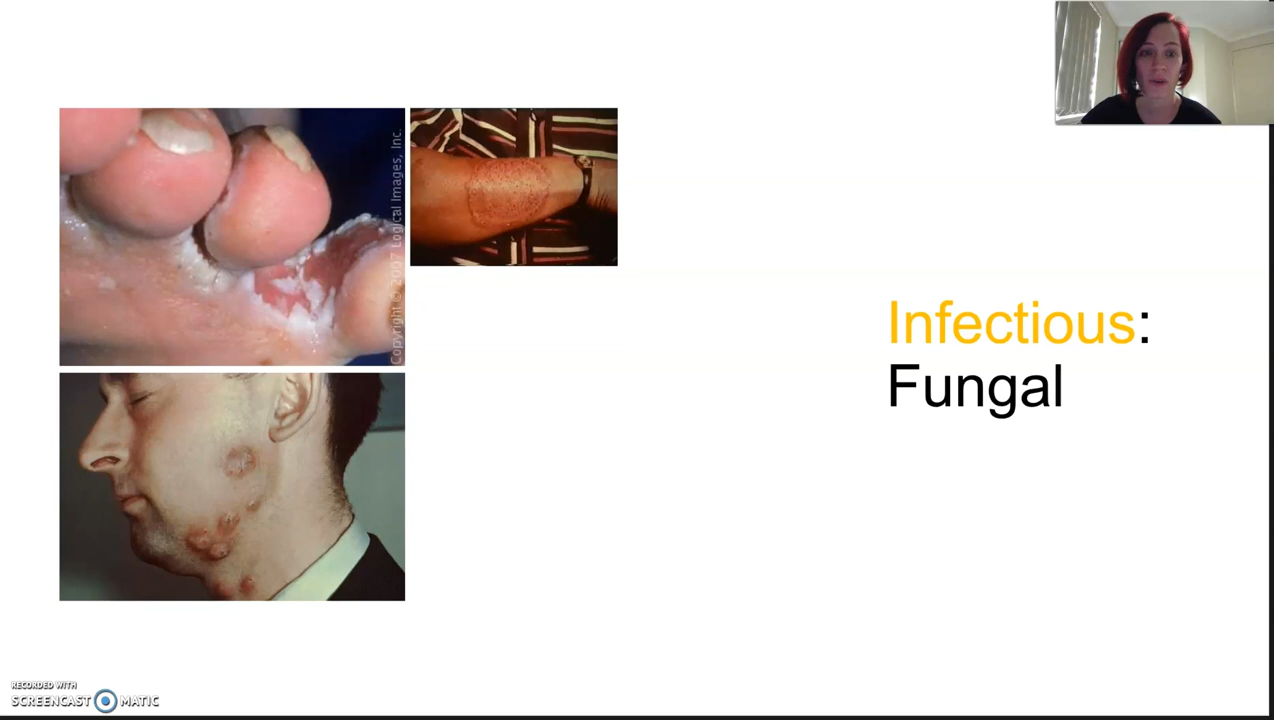 Copyright © 2007 Logical Images, Inc.
Infectious:
Fungal
RECORDED WITH
SCREENCAST MATIC